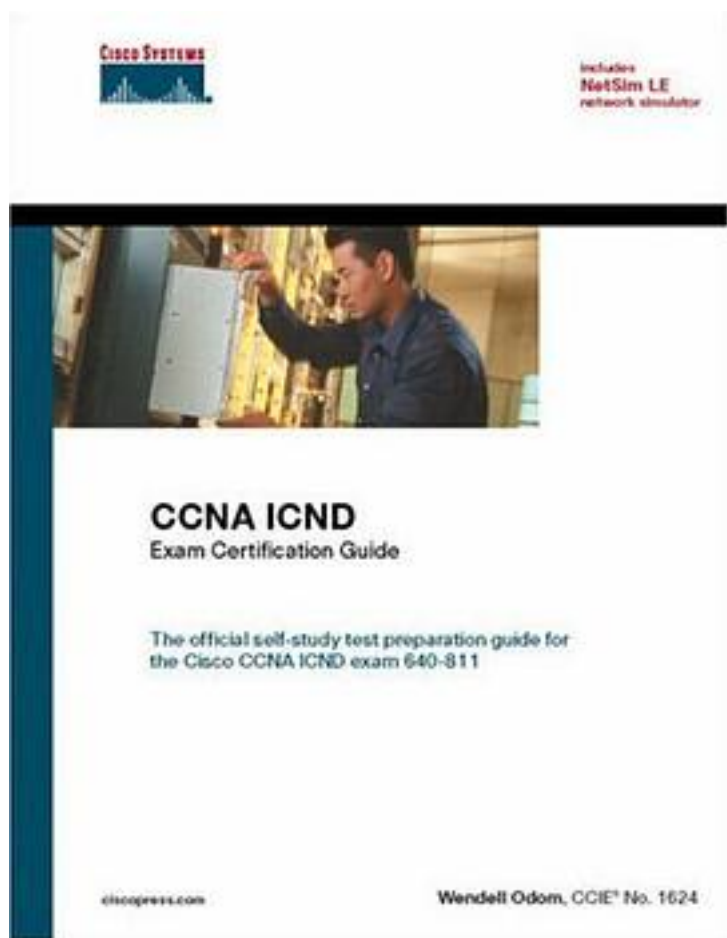 CISCO SYSTEMS
includes
NetSim LE
network simulator
CCNA ICND
Exam Certification Guide
The official self-study test preparation guide for
the Cisco CCNA ICND exam 640-811
ciscopress.com
Wendell Odom, CCIE® No. 1624